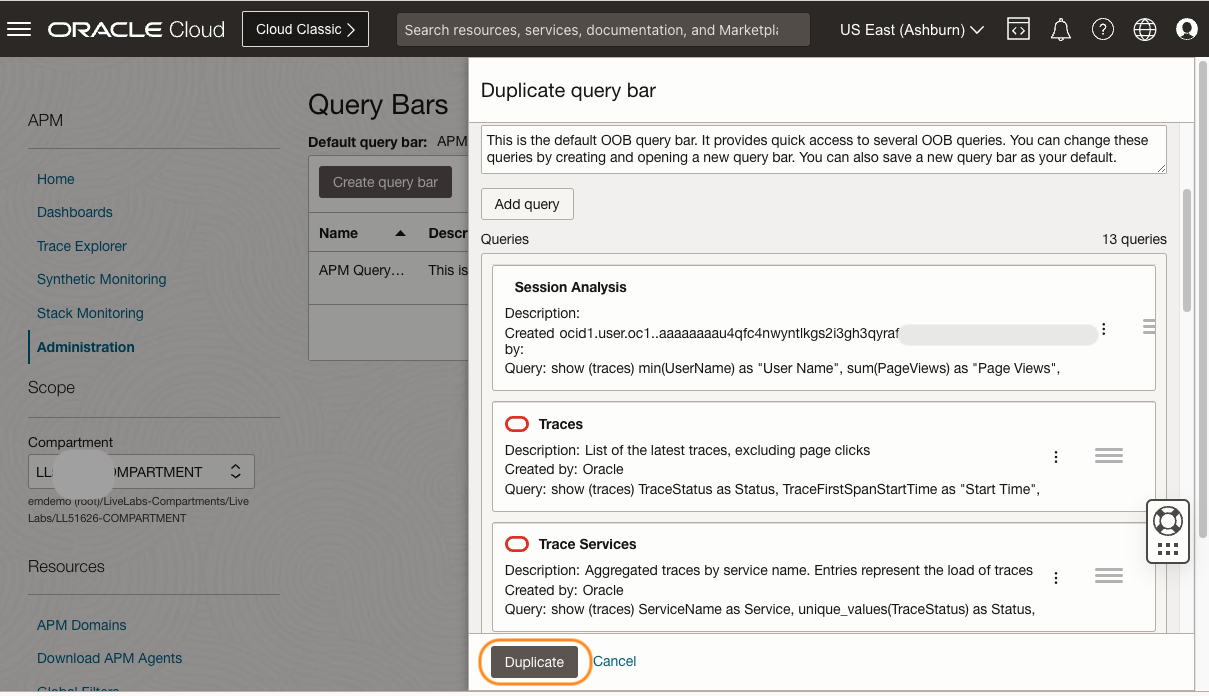 ORACLE Cloud
Cloud Classic
Search resources, services, documentation, and Marketpla
US East (Ashburn)
APM
Home
Dashboards
Trace Explorer
Synthetic Monitoring
Stack Monitoring
Administration
Scope
Compartment
LL OMPARTMENT
emdemo (root)/LiveLabs-Compartments/Live
Labs/LL51626-COMPARTMENT
Resources
APM Domains
Download APM Agents
Global Filters
Query Bars
Default query bar: APM
Create query bar
Name Descr
APM Query… This is
Duplicate query bar
This is the default OOB query bar. It provides quick access to several OOB queries. You can change these
queries by creating and opening a new query bar. You can also save a new query bar as your default.
Add query
Queries 13 queries
Session Analysis
Description:
Created ocid1.user.oc1..aaaaaaaau4qfc4nwyntlkgs2i3gh3qyraf
by:
Query: show (traces) min(UserName) as "User Name", sum(PageViews) as "Page Views",
Traces
Description: List of the latest traces, excluding page clicks
Created by: Oracle
Query: show (traces) TraceStatus as Status, TraceFirstSpanStartTime as "Start Time",
Trace Services
Description: Aggregated traces by service name. Entries represent the load of traces
Created by: Oracle
Query: show (traces) ServiceName as Service, unique_values(TraceStatus) as Status,
Duplicate
Cancel